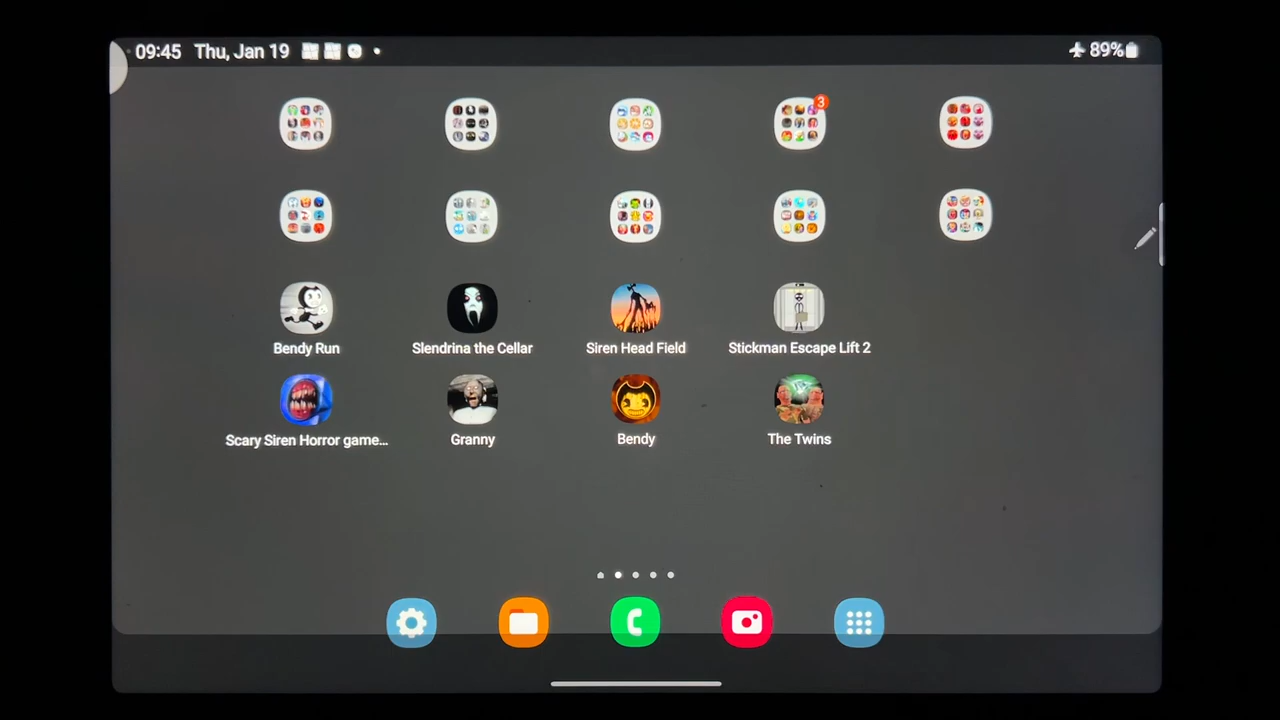 09:45 Thu, Jan 19
89%
3
Bendy Run
Slendrina the Cellar
Siren Head Field
Stickman Escape Lift 2
Scary Siren Horror game...
Granny
Bendy
The Twins